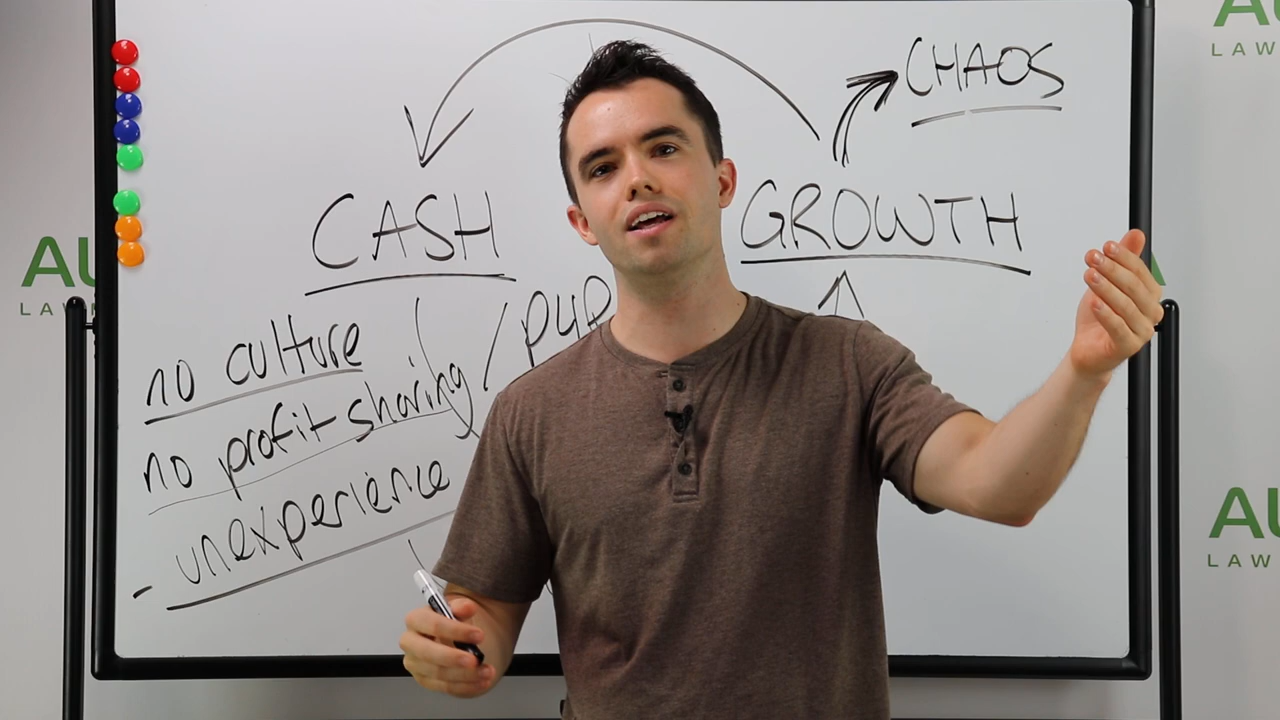 CHAOS
CASH
GROWTH
no culture
no profit-sharing /
- unexperience
AU
LAW
AU
LAW